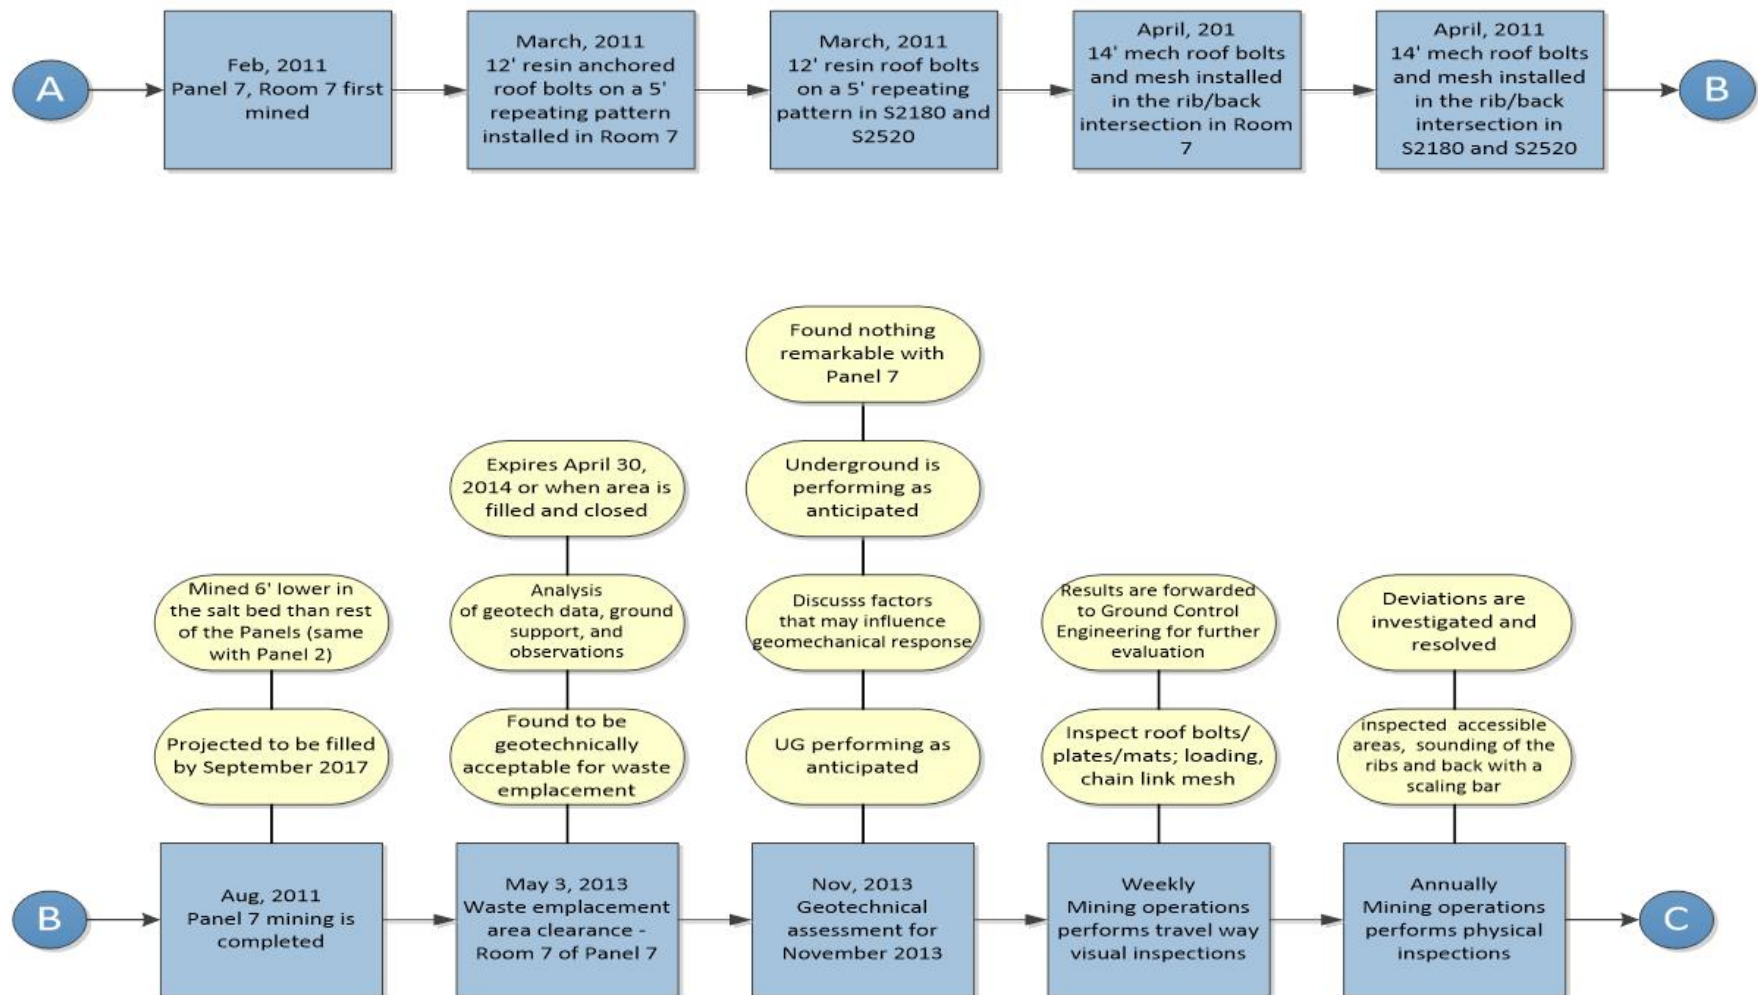 A
Feb, 2011
Panel 7, Room 7 first
mined
March, 2011
12' resin anchored
roof bolts on a 5'
repeating pattern
installed in Room 7
March, 2011
12' resin roof bolts
on a 5' repeating
pattern in S2180 and
S2520
April, 201
14' mech roof bolts
and mesh installed
in the rib/back
intersection in Room
7
April, 2011
14' mech roof bolts
and mesh installed
in the rib/back
intersection in
S2180 and S2520
B
Found nothing
remarkable with
Panel 7
Expires April 30,
2014 or when area is
filled and closed
Underground is
performing as
anticipated
Mined 6' lower in
the salt bed than rest
of the Panels (same
with Panel 2)
Analysis
of geotech data, ground
support, and
observations
Discusss factors
that may influence
geomechanical response
Results are forwarded
to Ground Control
Engineering for further
evaluation
Deviations are
investigated and
resolved
Projected to be filled
by September 2017
Found to be
geotechnically
acceptable for waste
emplacement
UG performing as
anticipated
Inspect roof bolts/
plates/mats; loading,
chain link mesh
inspected accessible
areas, sounding of the
ribs and back with a
scaling bar
B
Aug, 2011
Panel 7 mining is
completed
May 3, 2013
Waste emplacement
area clearance -
Room 7 of Panel 7
Nov, 2013
Geotechnical
assessment for
November 2013
Weekly
Mining operations
performs travel way
visual inspections
Annually
Mining operations
performs physical
inspections
C